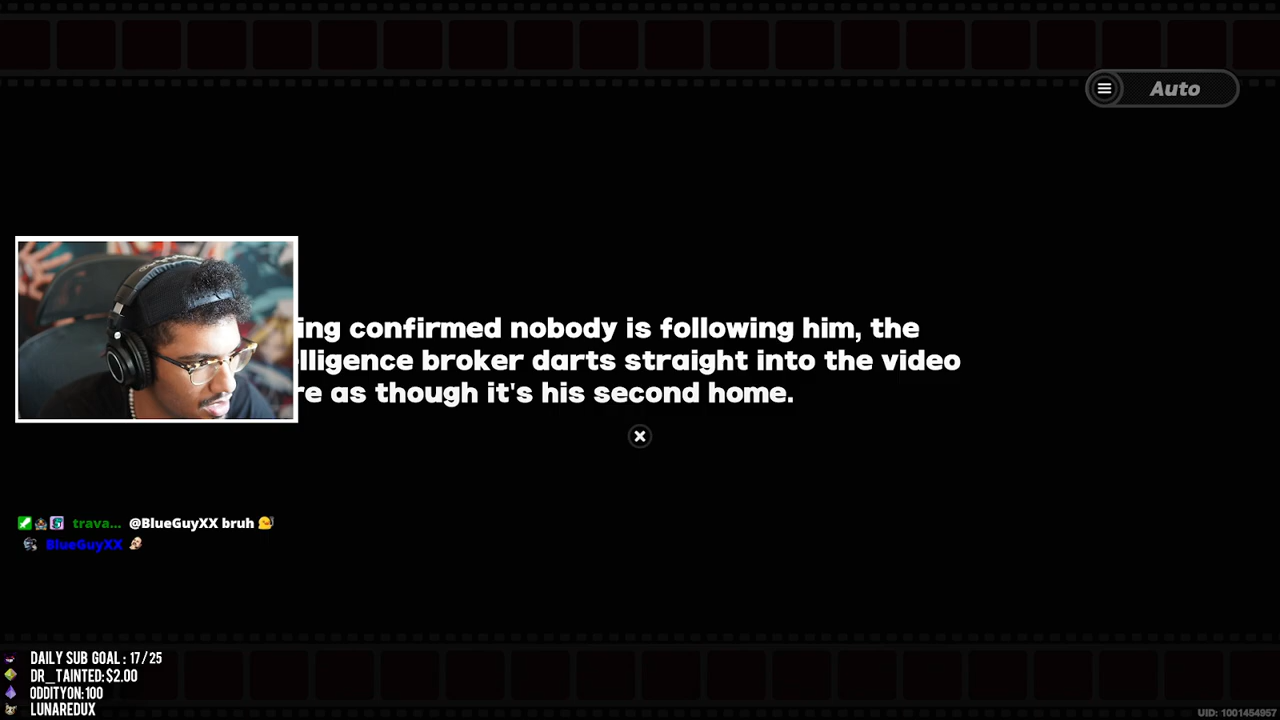 Auto
ing confirmed nobody is following him, the
lligence broker darts straight into the video
re as though it's his second home.
trava... @BlueGuyXX bruh
BlueGuyXX
DAILY SUB GOAL : 17/25
DR_TAINTED:$2.00
ODDITYON:100
LUNAREDUX
UID: 1001454957